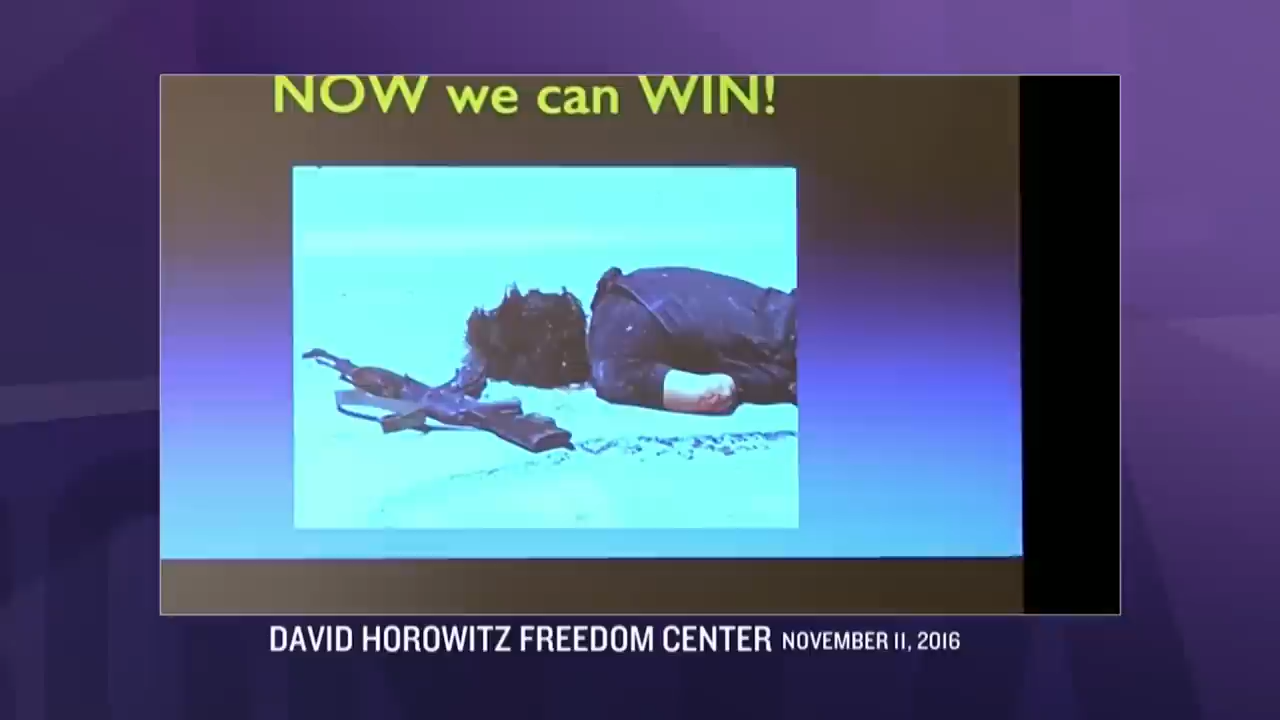 NOW we can WIN!
DAVID HOROWITZ FREEDOM CENTER NOVEMBER 11, 2016